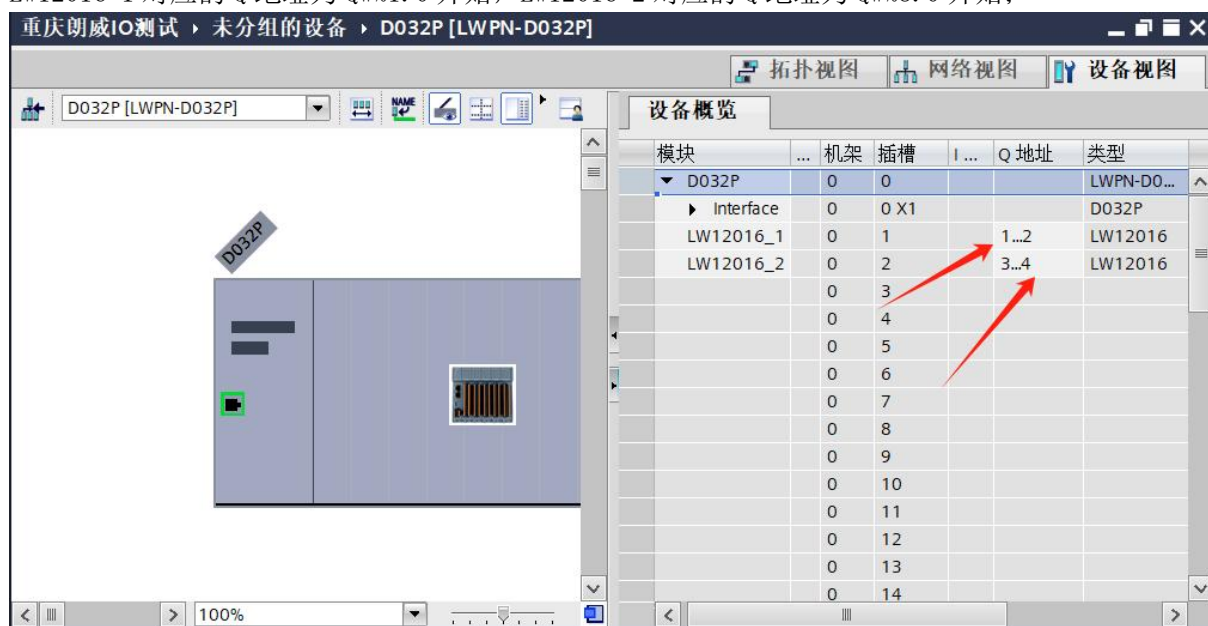 重庆朗威IO测试 ▸ 未分组的设备 ▸ D032P [LWPN-D032P]
拓扑视图 网络视图 设备视图
D032P [LWPN-D032P]
设备概览
模块 ... 机架 插槽 I ... Q 地址 类型
D032P 0 0 LWPN-D0...
Interface 0 0 X1 D032P
LW12016_1 0 1 1...2 LW12016
LW12016_2 0 2 3...4 LW12016
0 3
0 4
0 5
0 6
0 7
0 8
0 9
0 10
0 11
0 12
0 13
0 14
D032P
100%